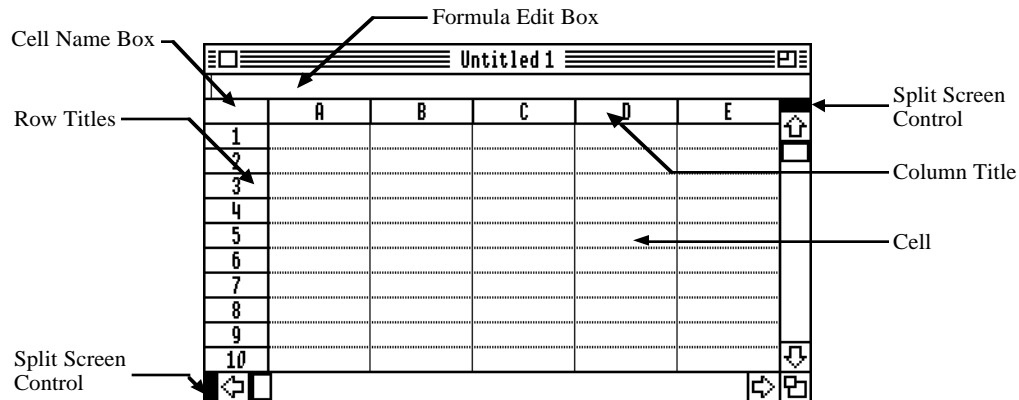 Formula Edit Box
Cell Name Box
Untitled 1
Split Screen
Control
A B C D E
Row Titles
1
2
Column Title
3
4
5
Cell
6
7
8
9
10
Split Screen
Control